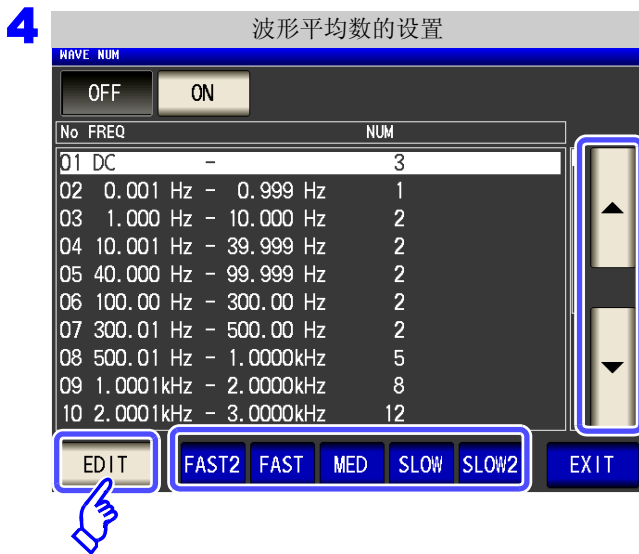 4
波形平均数的设置
WAVE NUM
OFF ON
No FREQ NUM
01 DC - 3
02 0.001 Hz - 0.999 Hz 1
03 1.000 Hz - 10.000 Hz 2
04 10.001 Hz - 39.999 Hz 2
05 40.000 Hz - 99.999 Hz 2
06 100.00 Hz - 300.00 Hz 2
07 300.01 Hz - 500.00 Hz 2
08 500.01 Hz - 1.0000kHz 5
09 1.0001kHz - 2.0000kHz 8
10 2.0001kHz - 3.0000kHz 12
EDIT FAST2 FAST MED SLOW SLOW2 EXIT